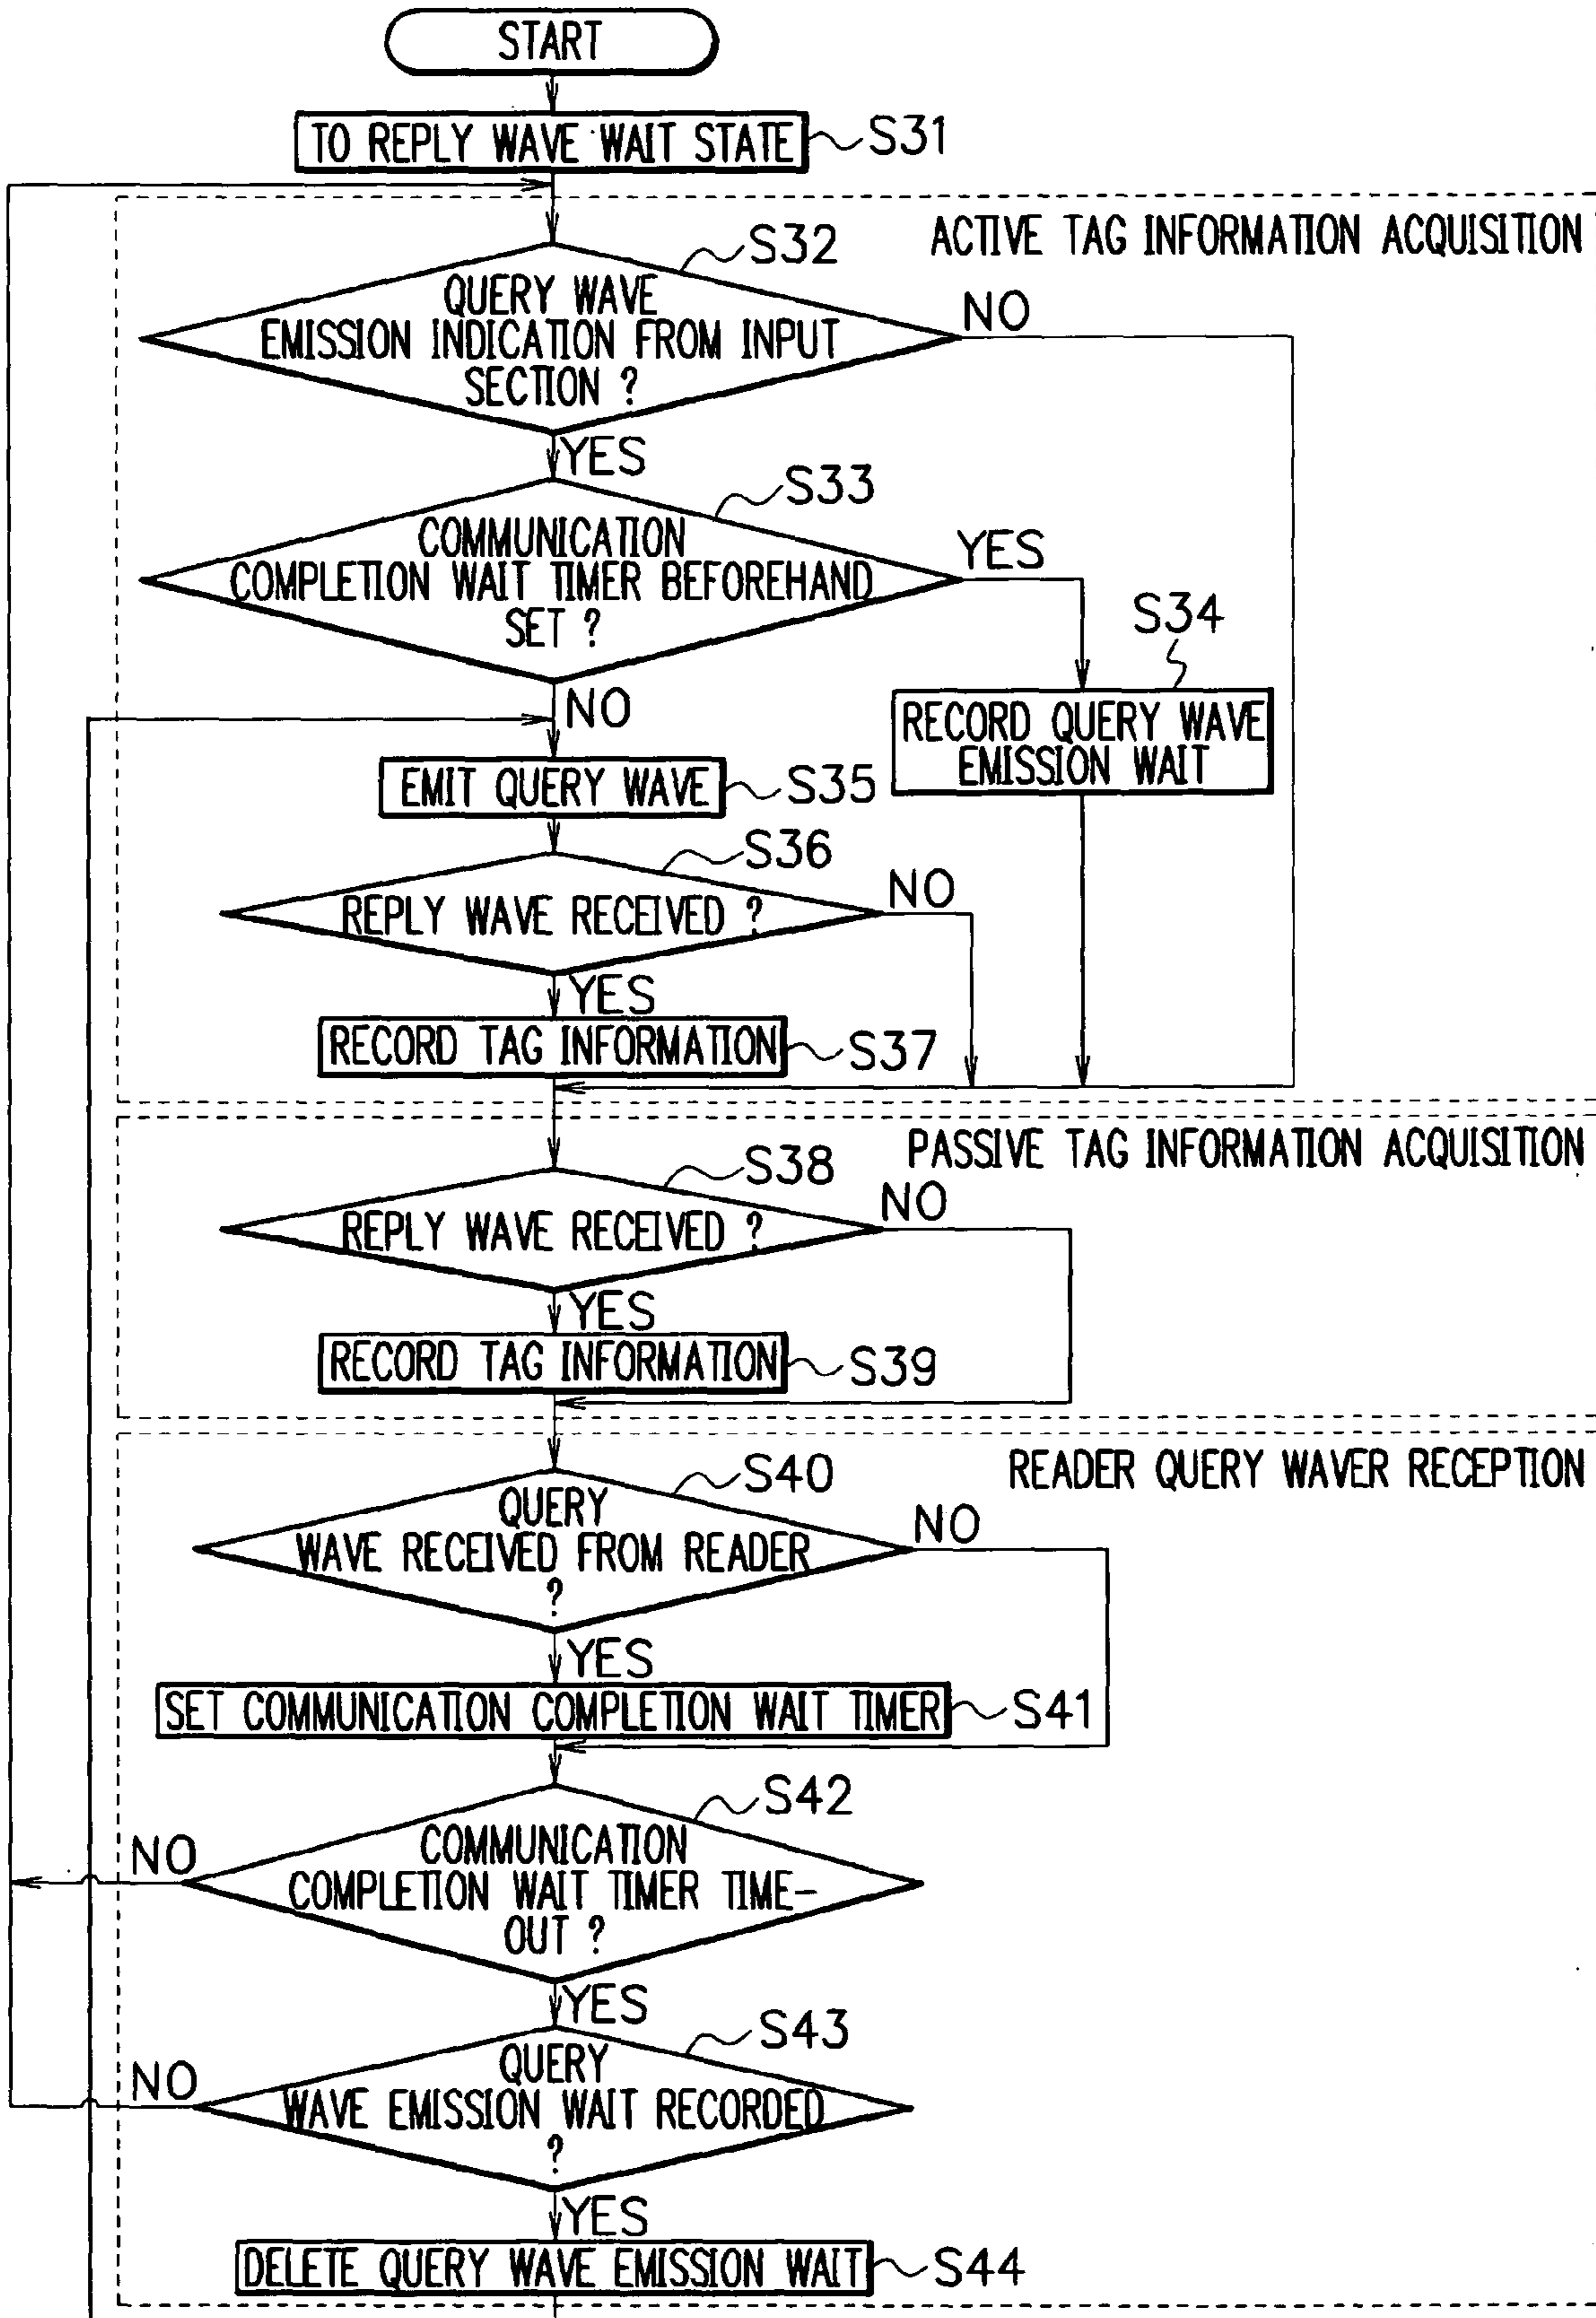 START
TO REPLY WAVE WAIT STATE
S31
ACTIVE TAG INFORMATION ACQUISITION
S32
QUERY WAVE
EMISSION INDICATION FROM INPUT
SECTION ?
NO
YES
S33
COMMUNICATION
COMPLETION WAIT TIMER BEFOREHAND
SET ?
YES
S34
RECORD QUERY WAVE
EMISSION WAIT
NO
EMIT QUERY WAVE
S35
S36
REPLY WAVE RECEIVED ?
NO
YES
RECORD TAG INFORMATION
S37
PASSIVE TAG INFORMATION ACQUISITION
S38
REPLY WAVE RECEIVED ?
NO
YES
RECORD TAG INFORMATION
S39
READER QUERY WAVER RECEPTION
S40
QUERY
WAVE RECEIVED FROM READER
?
NO
YES
SET COMMUNICATION COMPLETION WAIT TIMER
S41
S42
COMMUNICATION
COMPLETION WAIT TIMER TIME-
OUT ?
NO
YES
S43
QUERY
WAVE EMISSION WAIT RECORDED
?
NO
YES
DELETE QUERY WAVE EMISSION WAIT
S44